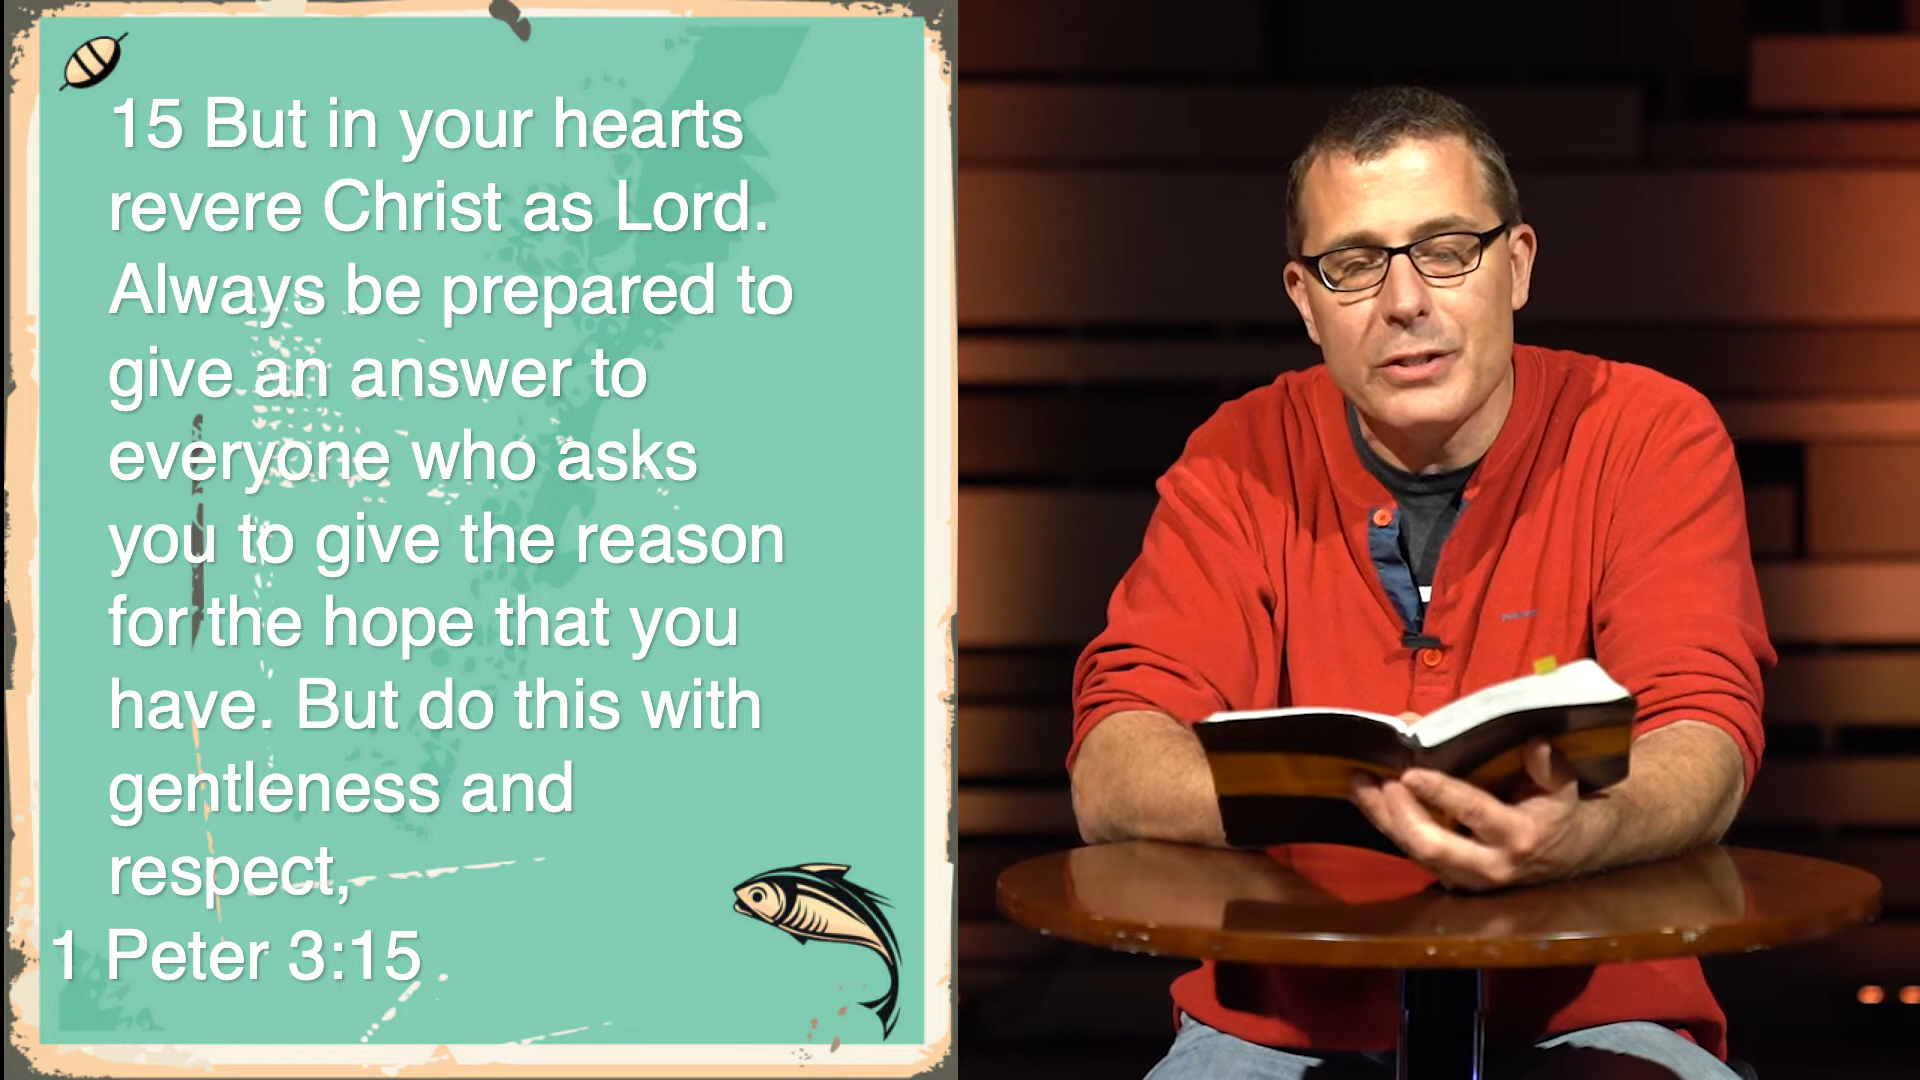 15 But in your hearts
revere Christ as Lord.
Always be prepared to
give an answer to
everyone who asks
you to give the reason
for the hope that you
have. But do this with
gentleness and
respect,
1 Peter 3:15